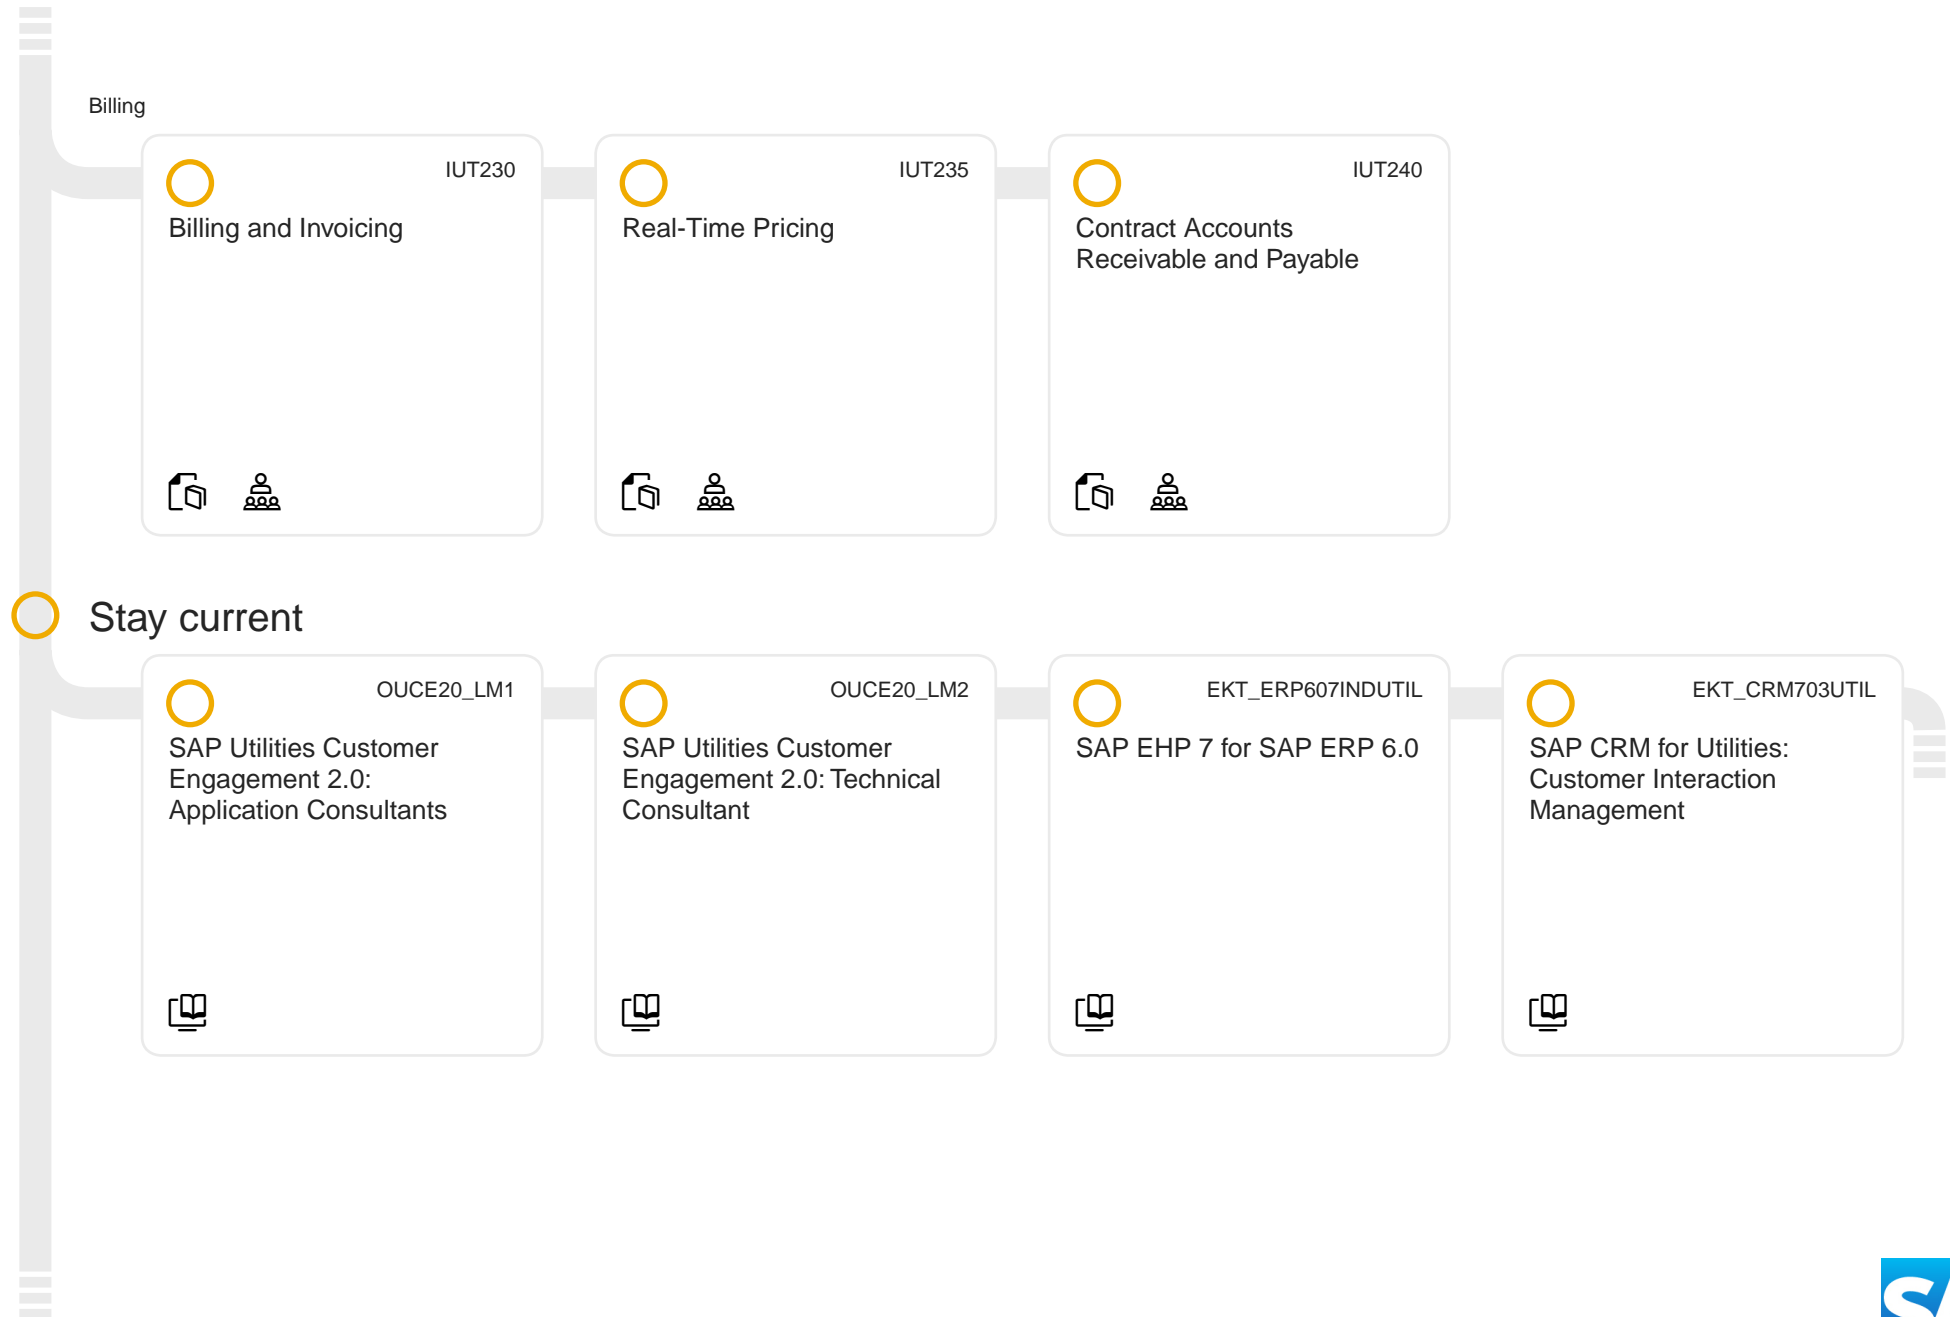 Billing
IUT230
Billing and Invoicing
IUT235
Real-Time Pricing
IUT240
Contract Accounts
Receivable and Payable
Stay current
OUCE20_LM1
SAP Utilities Customer
Engagement 2.0:
Application Consultants
OUCE20_LM2
SAP Utilities Customer
Engagement 2.0: Technical
Consultant
EKT_ERP607INDUTIL
SAP EHP 7 for SAP ERP 6.0
EKT_CRM703UTIL
SAP CRM for Utilities:
Customer Interaction
Management